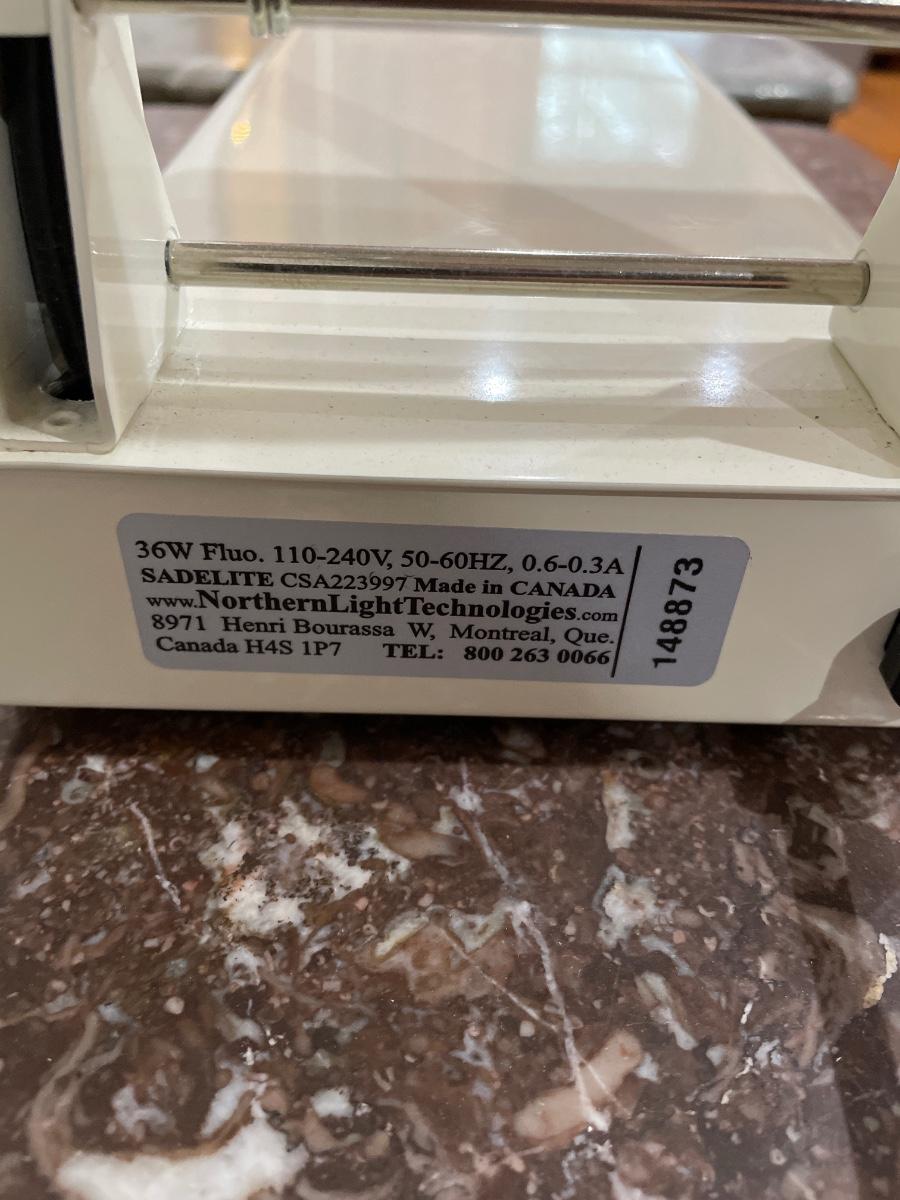 36W Fluo. 110-240V, 50-60HZ, 0.6-0.3A
SADELITE CSA223997 Made in CANADA
www.NorthernLightTechnologies.com
8971 Henri Bourassa W, Montreal, Que.
Canada H4S 1P7 TEL: 800 263 0066
148873